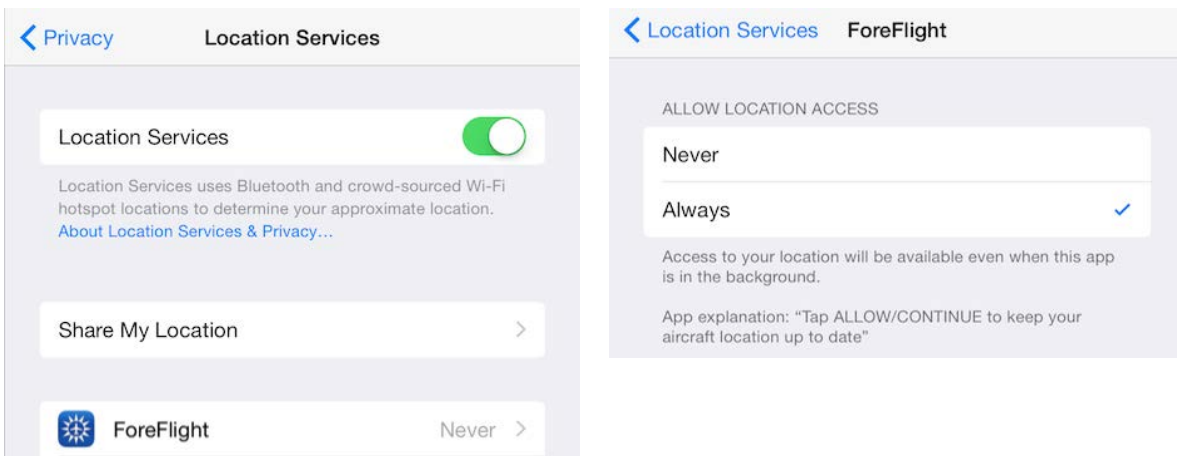 Privacy
Location Services
Location Services
Location Services uses Bluetooth and crowd-sourced Wi-Fi
hotspot locations to determine your approximate location.
About Location Services & Privacy…
Share My Location
ForeFlight
Never
Location Services
ForeFlight
ALLOW LOCATION ACCESS
Never
Always
Access to your location will be available even when this app
is in the background.
App explanation: “Tap ALLOW/CONTINUE to keep your
aircraft location up to date”